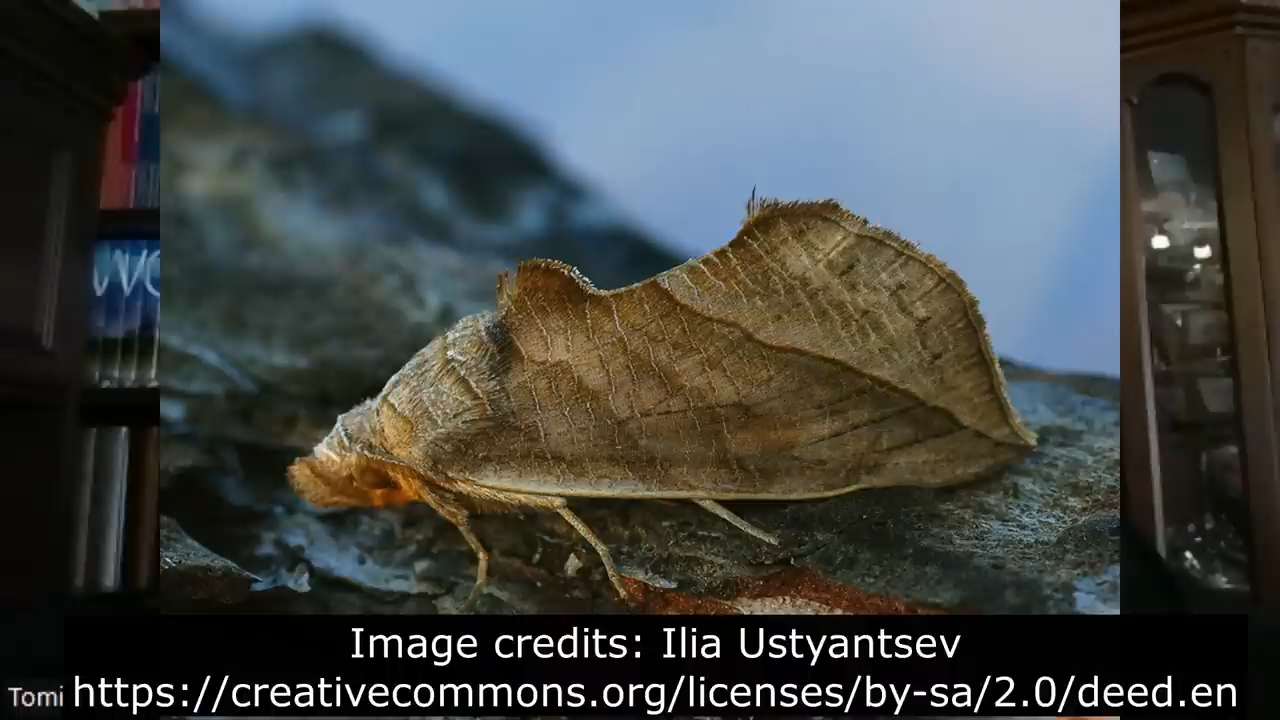 Image credits: Ilia Ustyantsev
Tomi
https://creativecommons.org/licenses/by-sa/2.0/deed.en